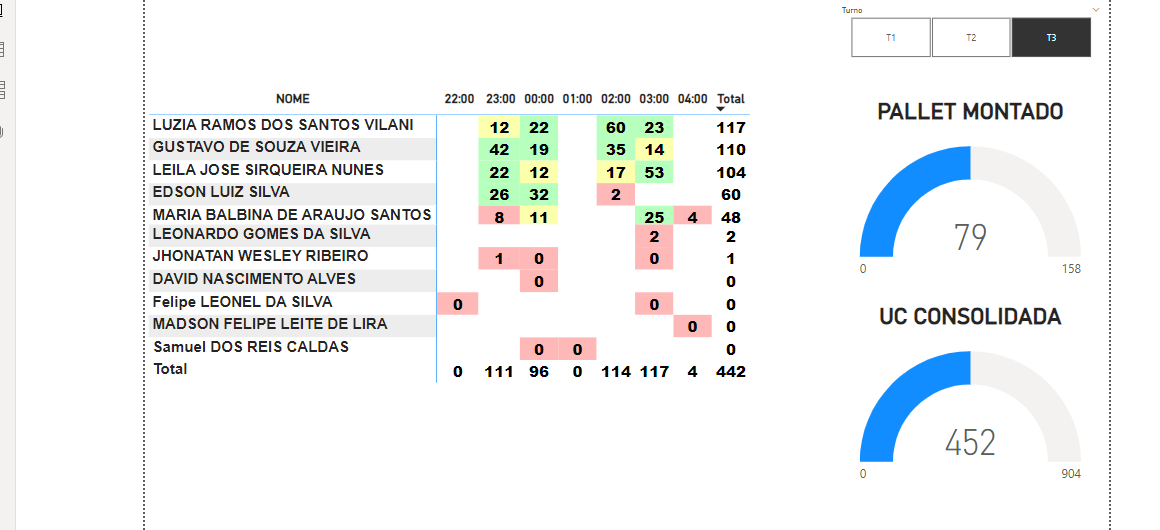 Turno
T1 T2 T3
NOME 22:00 23:00 00:00 01:00 02:00 03:00 04:00 Total
LUZIA RAMOS DOS SANTOS VILANI 12 22 60 23 117
GUSTAVO DE SOUZA VIEIRA 42 19 35 14 110
LEILA JOSE SIRQUEIRA NUNES 22 12 17 53 104
EDSON LUIZ SILVA 26 32 2 60
MARIA BALBINA DE ARAUJO SANTOS 8 11 25 4 48
LEONARDO GOMES DA SILVA 2 2
JHONATAN WESLEY RIBEIRO 1 0 0 1
DAVID NASCIMENTO ALVES 0 0
Felipe LEONEL DA SILVA 0 0 0
MADSON FELIPE LEITE DE LIRA 0 0
Samuel DOS REIS CALDAS 0 0 0
Total 0 111 96 0 114 117 4 442
PALLET MONTADO
79
0 158
UC CONSOLIDADA
452
0 904